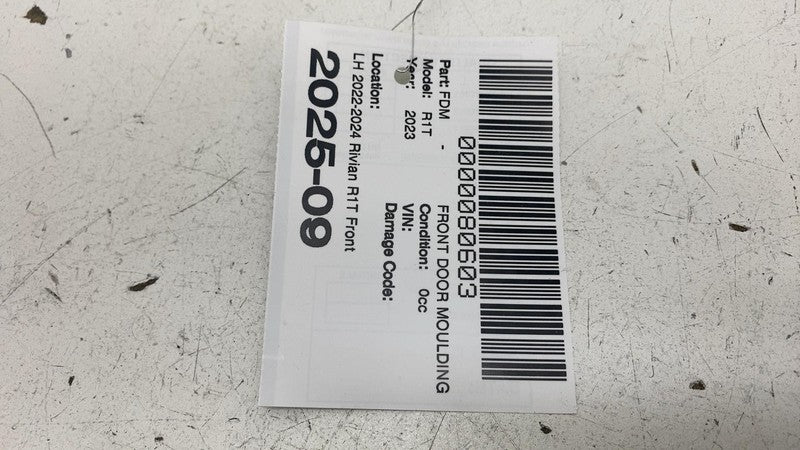 0000080603
Part: FDM - FRONT DOOR MOULDING
Model: R1T Condition: 0cc
Year: 2023 VIN:
Damage Code:
Location:
LH 2022-2024 Rivian R1T Front
2025-09